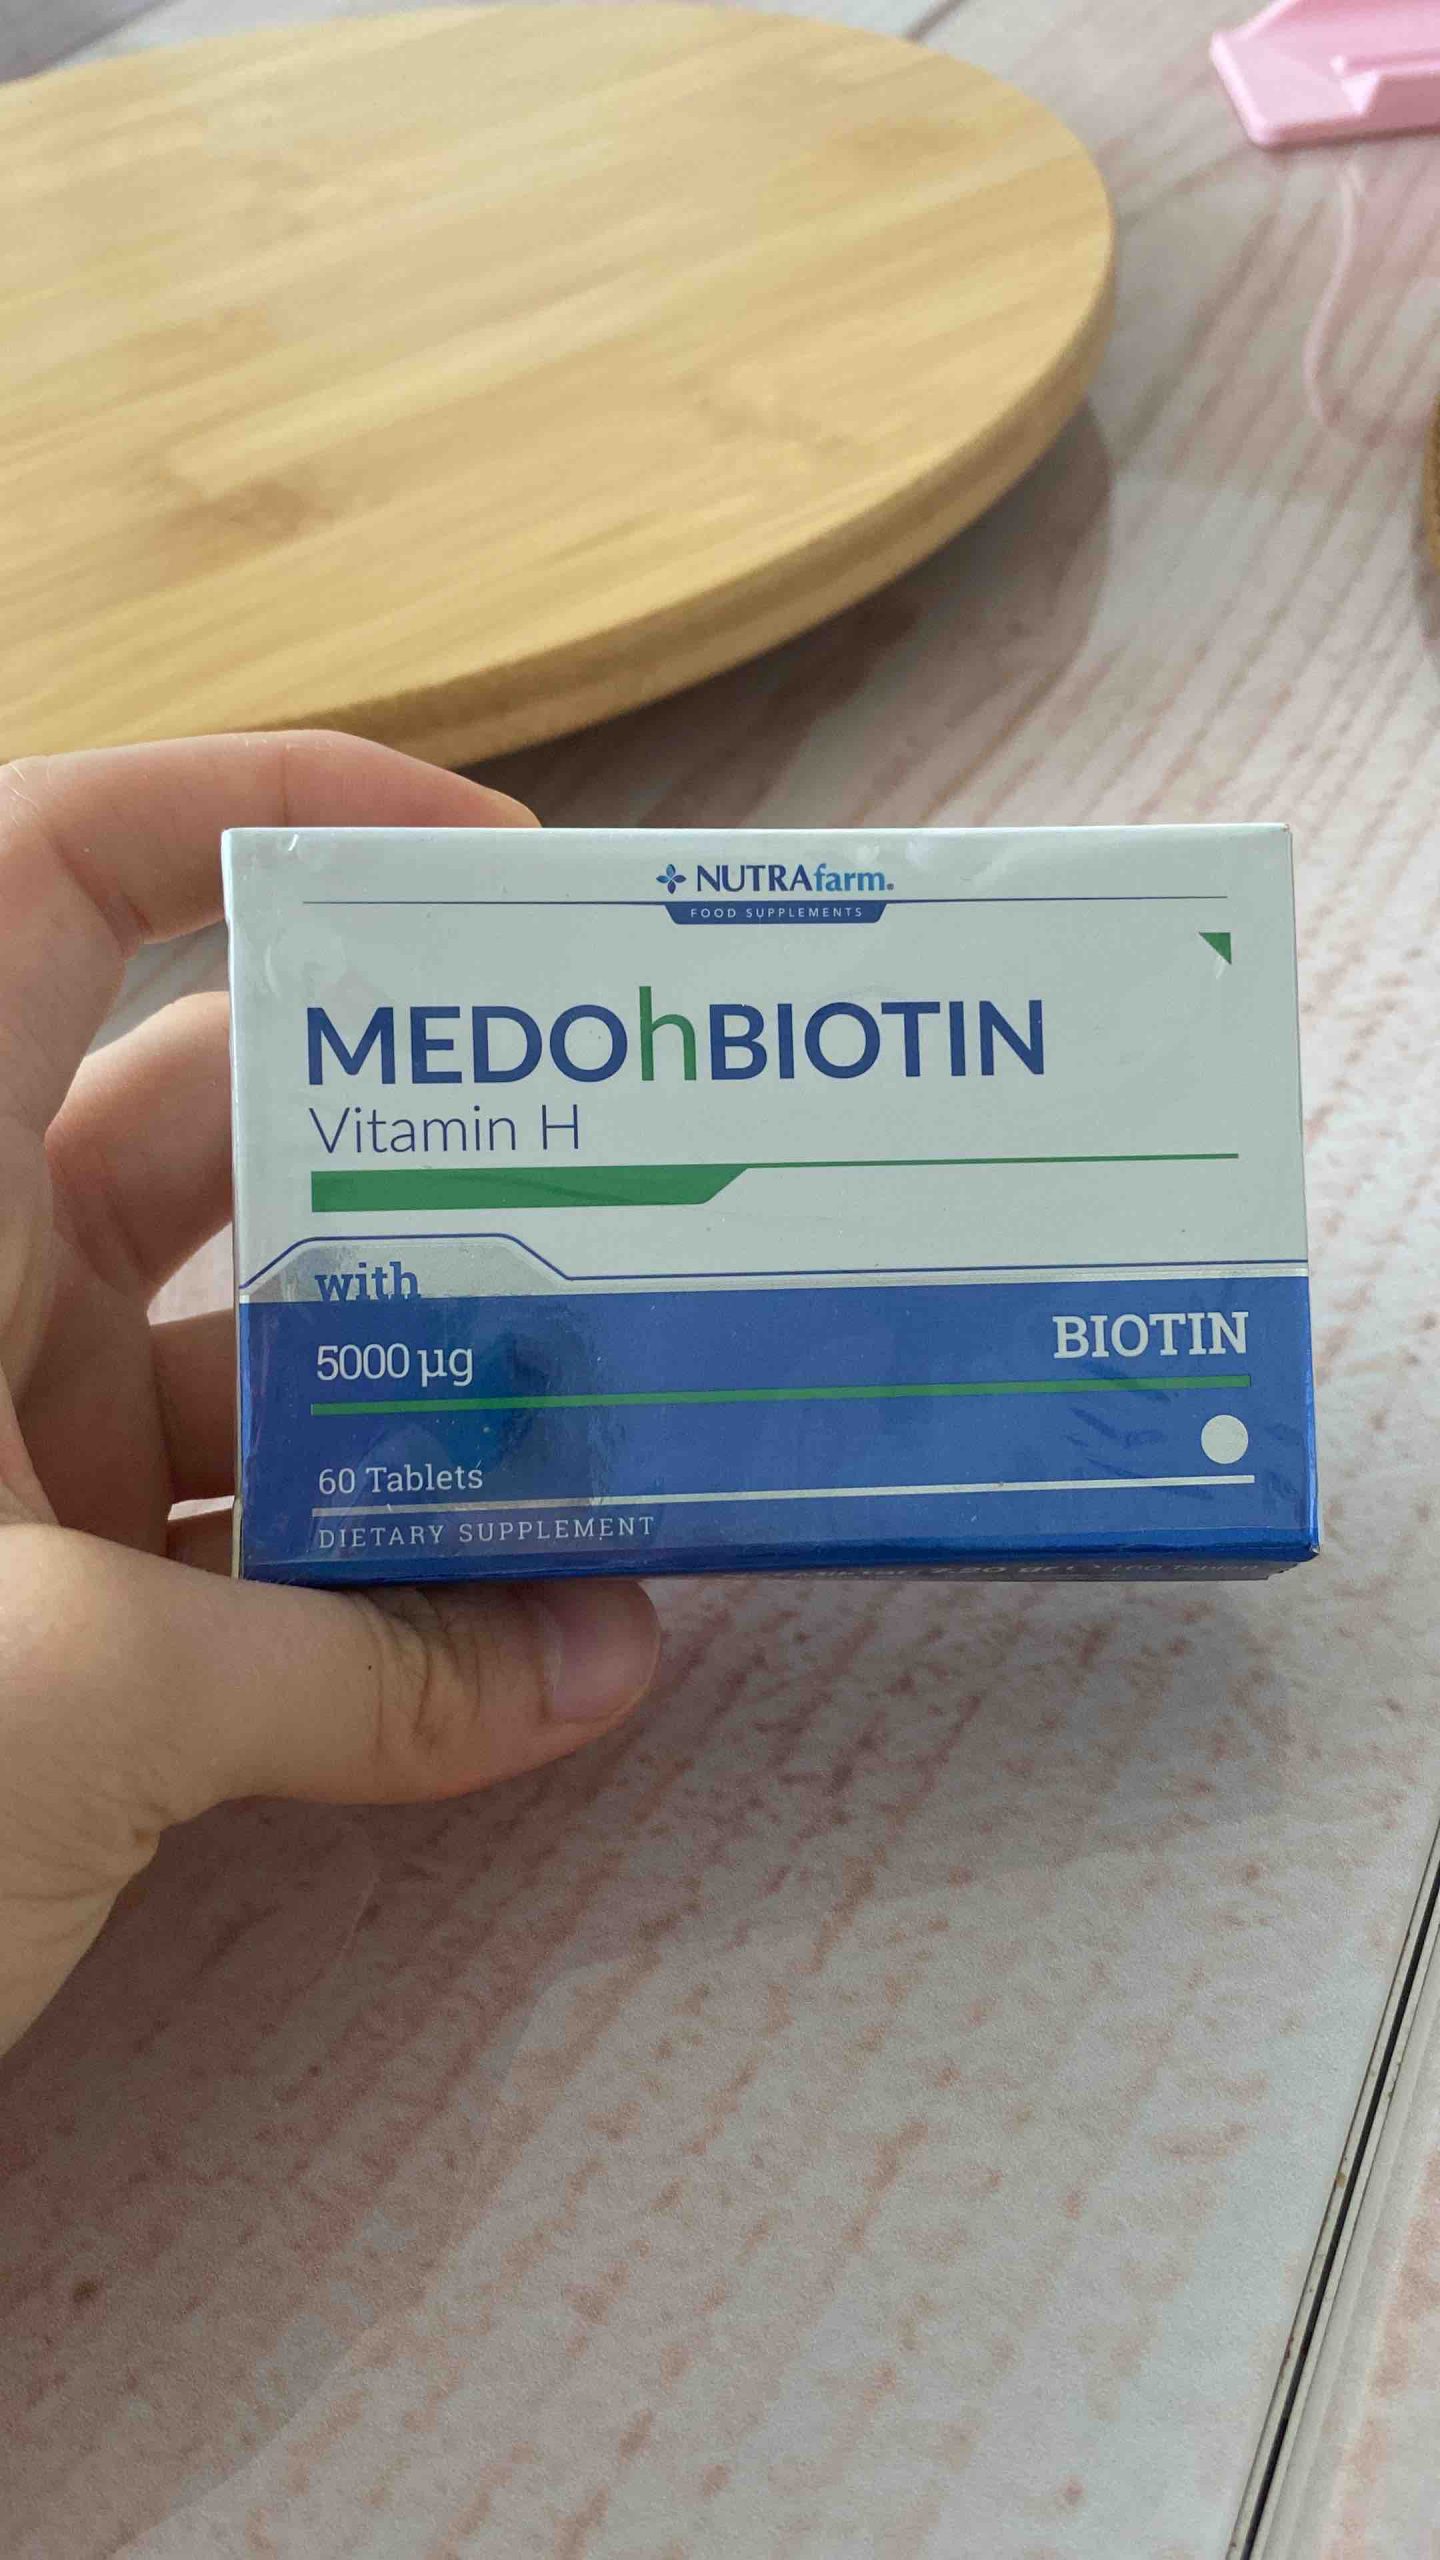 NUTRAfarm.
FOOD SUPPLEMENTS
MEDOhBIOTIN
Vitamin H
with
5000 µg
BIOTIN
60 Tablets
DIETARY SUPPLEMENT